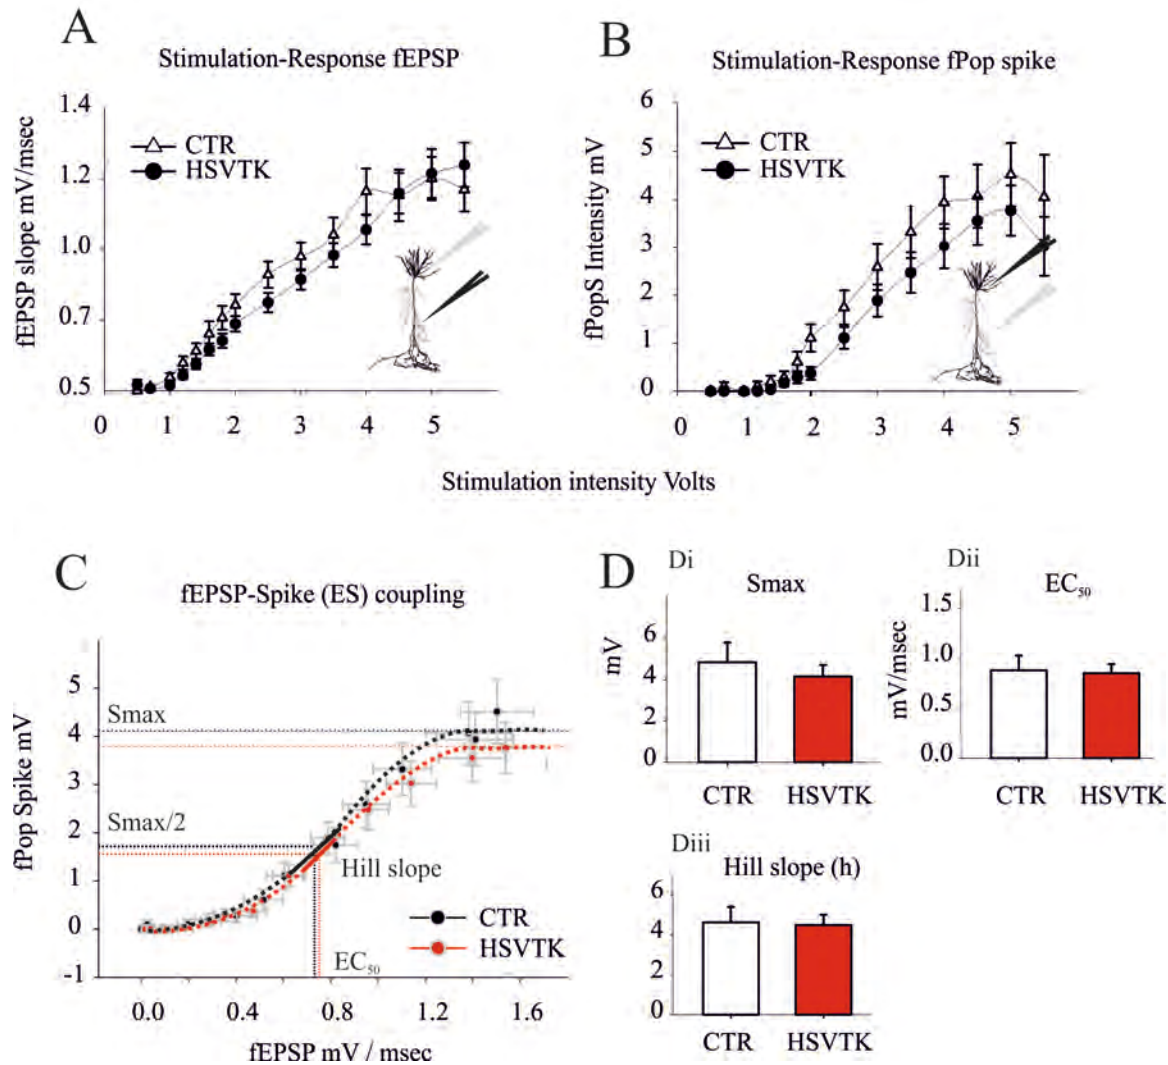 A
Stimulation-Response fEPSP
fEPSP slope mV/msec
1.4
1.2
1.0
0.7
0.5
CTR
HSVTK
0 1 2 3 4 5
B
Stimulation-Response fPop spike
fPopS Intensity mV
6
5
4
3
2
1
0
CTR
HSVTK
0 1 2 3 4 5
Stimulation intensity Volts
C
fEPSP-Spike (ES) coupling
fPop Spike mV
5
4
3
2
1
0
-1
Smax
Smax/2
Hill slope
CTR
HSVTK
EC₅₀
0.0 0.4 0.8 1.2 1.6
fEPSP mV / msec
D
Di
Smax
mV
6
4
2
0
CTR HSVTK
Dii
EC₅₀
mV/msec
1.5
1.0
0.5
0.0
CTR HSVTK
Diii
Hill slope (h)
6
4
2
0
CTR HSVTK